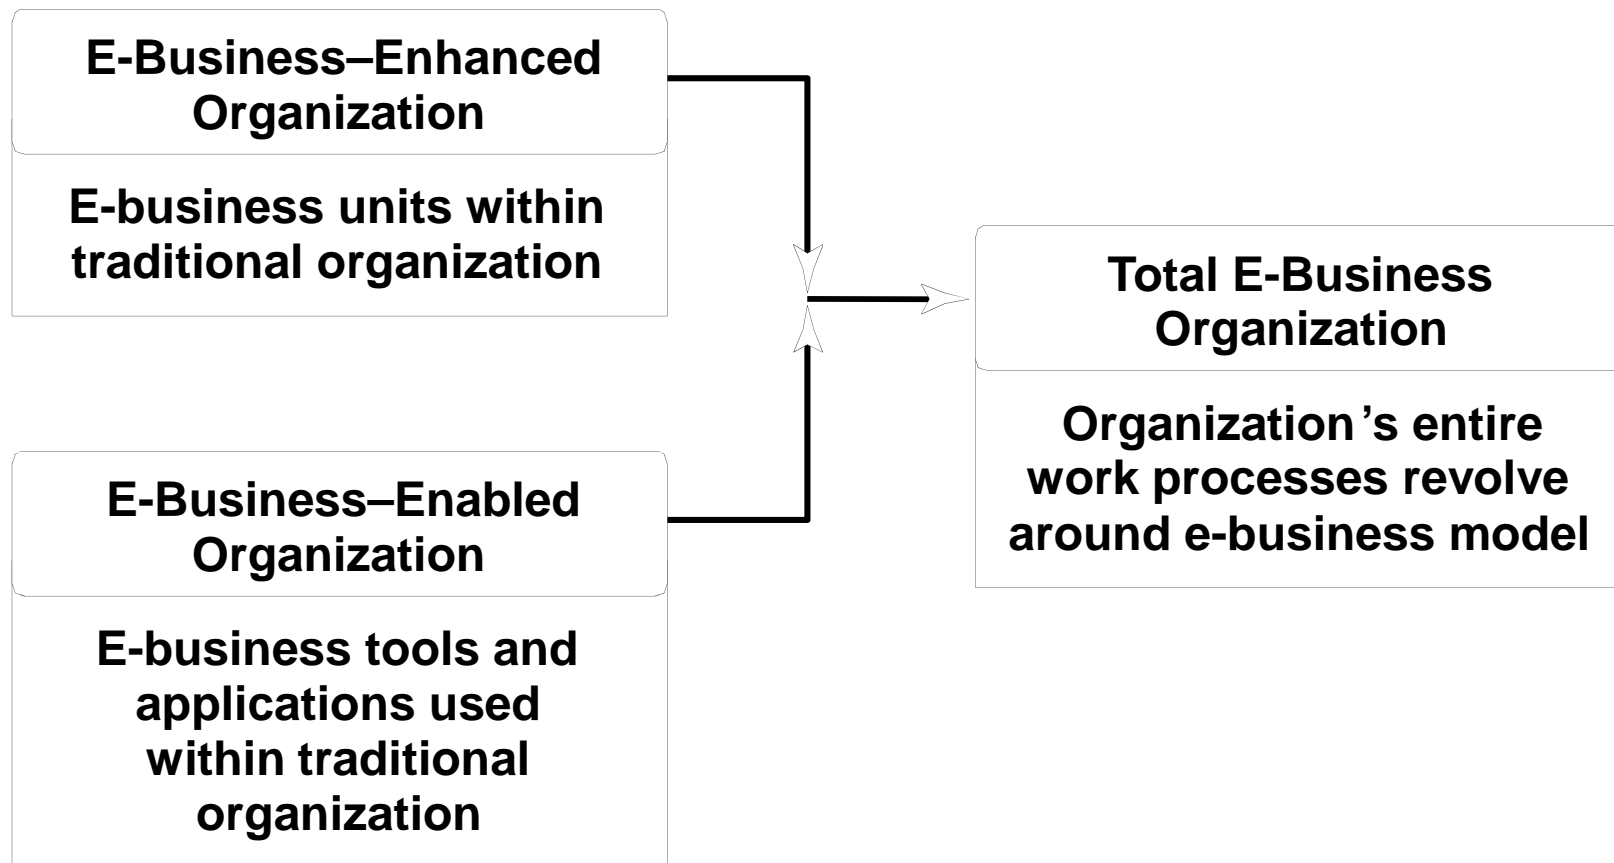 E-Business–Enhanced
Organization
E-business units within
traditional organization
E-Business–Enabled
Organization
E-business tools and
applications used
within traditional
organization
Total E-Business
Organization
Organization ’s entire
work processes revolve
around e-business model